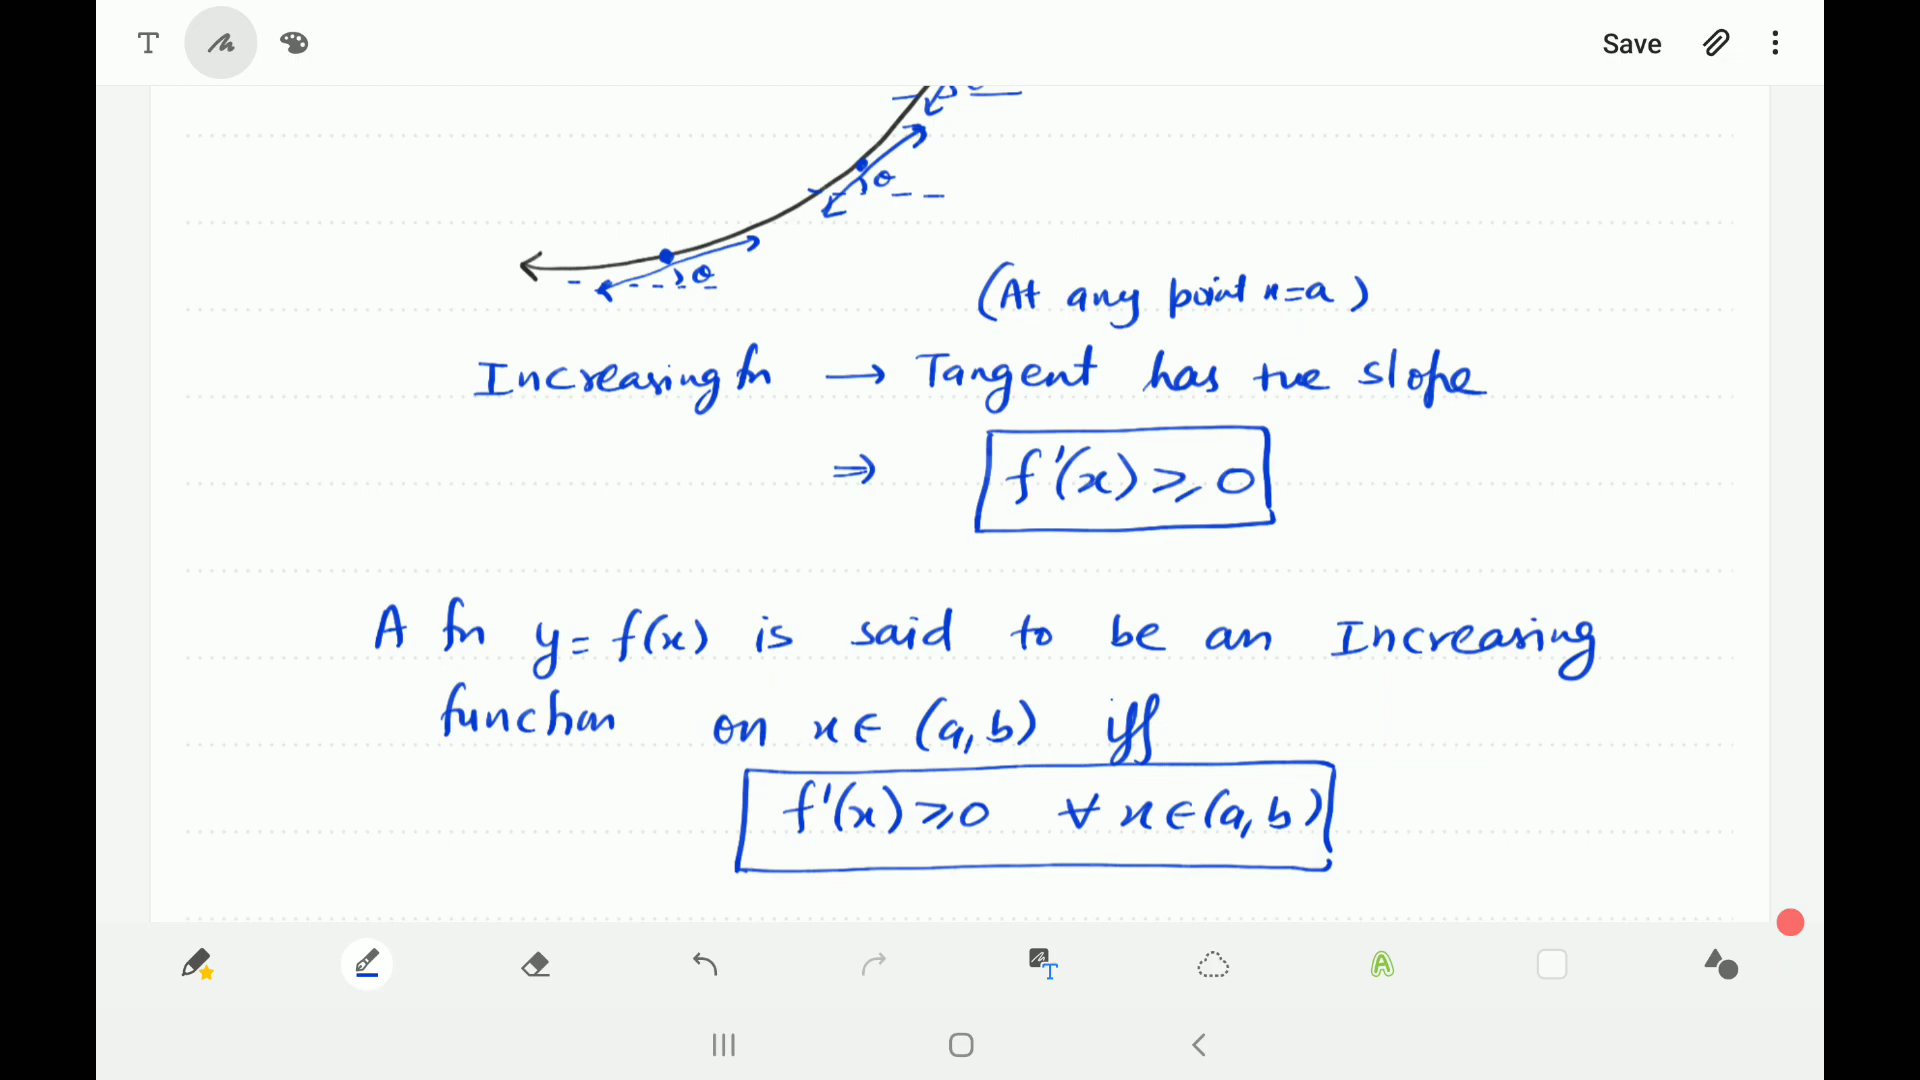 T
Save
θ
θ
(At any point x=a)
Increasing fn → Tangent has +ve slope
⇒ f'(x) ⩾ 0
A fn y = f(x) is said to be an Increasing
function on x ∈ (a, b) iff
f'(x) ⩾ 0 ∀ x ∈ (a, b)
T
A